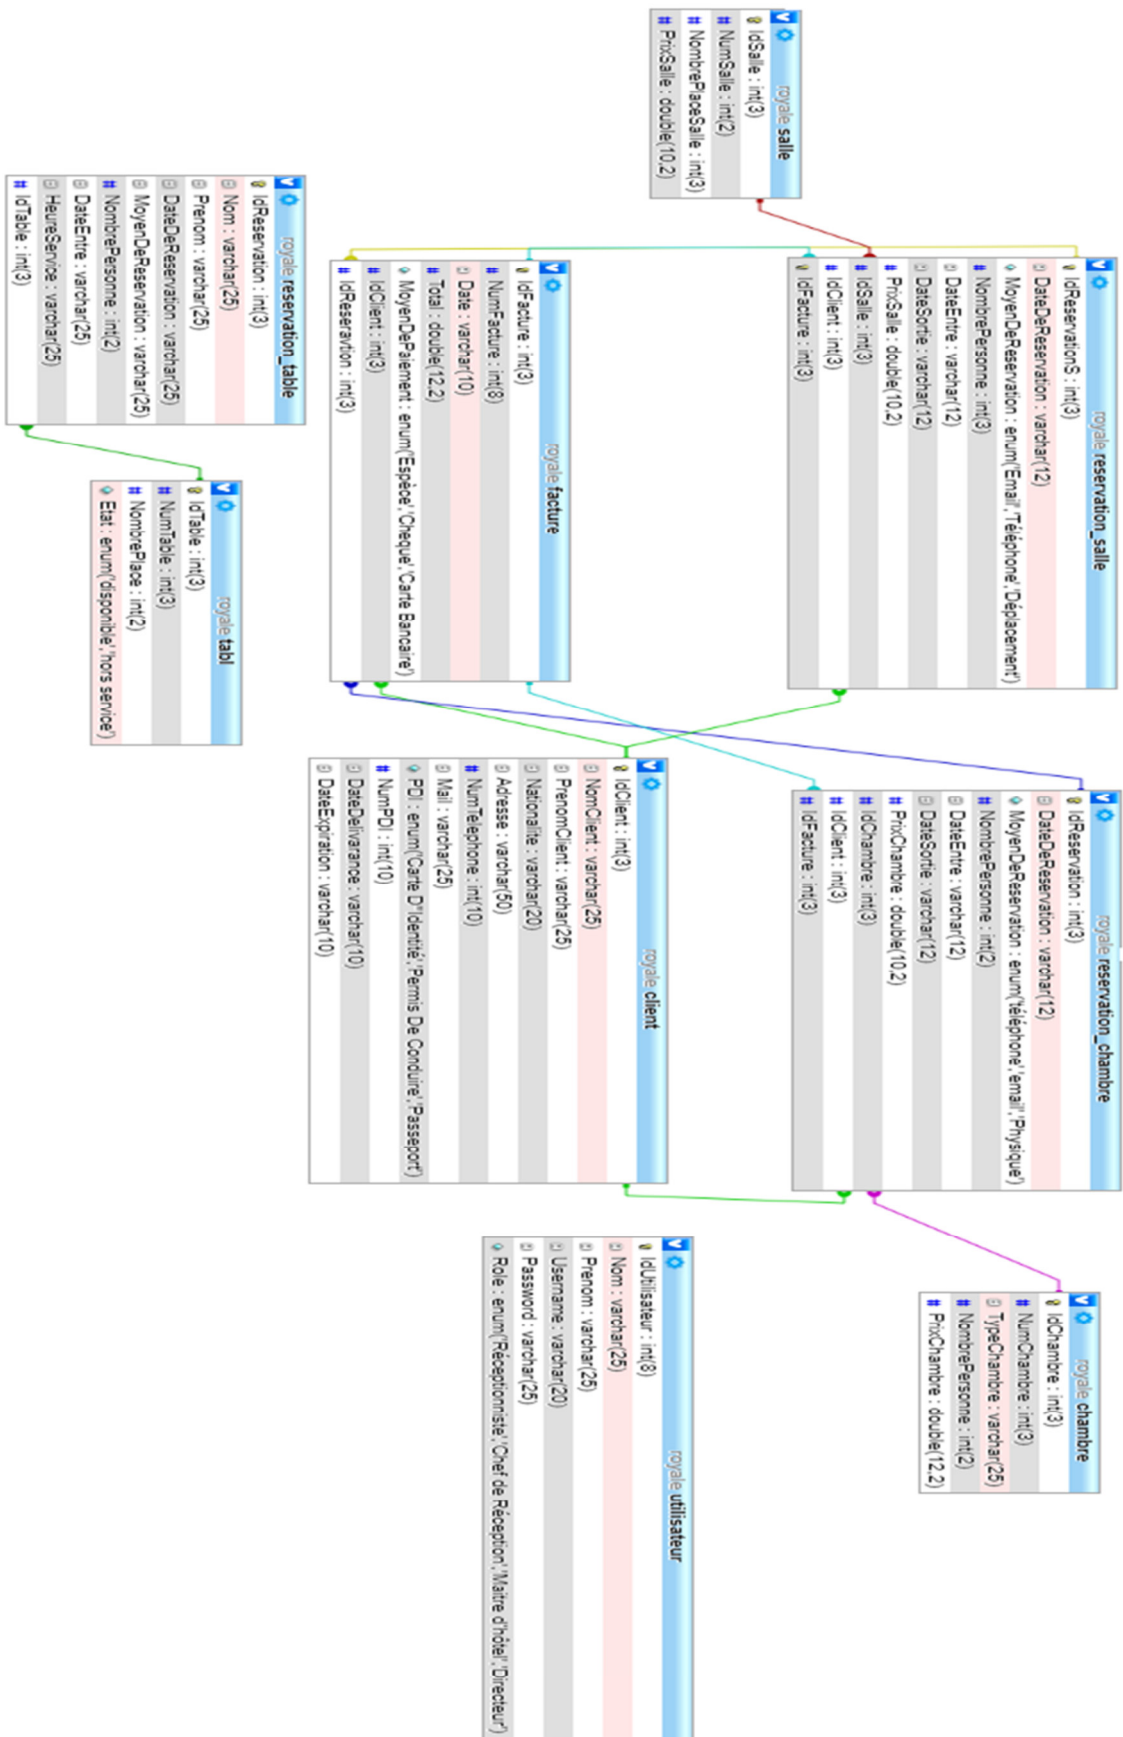 royale salle
IdSalle : int(3)
NumSalle : int(2)
NombrePlaceSalle : int(3)
PrixSalle : double(10,2)
royale reservation_salle
IdReservationS : int(3)
DateDeReservation : varchar(12)
MoyenDeReservation : enum('Email','Téléphone','Déplacement')
NombrePersonne : int(3)
DateEntre : varchar(12)
DateSortie : varchar(12)
PrixSalle : double(10,2)
IdSalle : int(3)
IdClient : int(3)
IdFacture : int(3)
royale reservation_chambre
IdReservation : int(3)
DateDeReservation : varchar(12)
MoyenDeReservation : enum('téléphone','email','Physique')
NombrePersonne : int(2)
DateEntre : varchar(12)
DateSortie : varchar(12)
PrixChambre : double(10,2)
IdChambre : int(3)
IdClient : int(3)
IdFacture : int(3)
royale chambre
IdChambre : int(3)
NumChambre : int(3)
TypeChambre : varchar(25)
NombrePersonne : int(2)
PrixChambre : double(12,2)
royale facture
IdFacture : int(3)
NumFacture : int(8)
Date : varchar(10)
Total : double(12,2)
MoyenDePaiement : enum('Espèce','Cheque','Carte Bancaire')
IdClient : int(3)
IdReseravtion : int(3)
royale client
IdClient : int(3)
NomClient : varchar(25)
PrenomClient : varchar(25)
Nationalite : varchar(20)
Adresse : varchar(50)
NumTelephone : int(10)
Mail : varchar(25)
PDI : enum('Carte D''Identité','Permis De Conduire','Passeport')
NumPDI : int(10)
DateDelivarance : varchar(10)
DateExpiration : varchar(10)
royale utilisateur
IdUtilisateur : int(8)
Nom : varchar(25)
Prenom : varchar(25)
Username : varchar(20)
Password : varchar(25)
Role : enum('Réceptionniste','Chef de Réception','Maitre d''hôtel','Directeur')
royale reservation_table
IdReservation : int(3)
Nom : varchar(25)
Prenom : varchar(25)
DateDeReservation : varchar(25)
MoyenDeReservation : varchar(25)
NombrePersonne : int(2)
DateEntre : varchar(25)
HeureService : varchar(25)
IdTable : int(3)
royale tabl
IdTable : int(3)
NumTable : int(3)
NombrePlace : int(2)
Etat : enum('disponible','hors service')